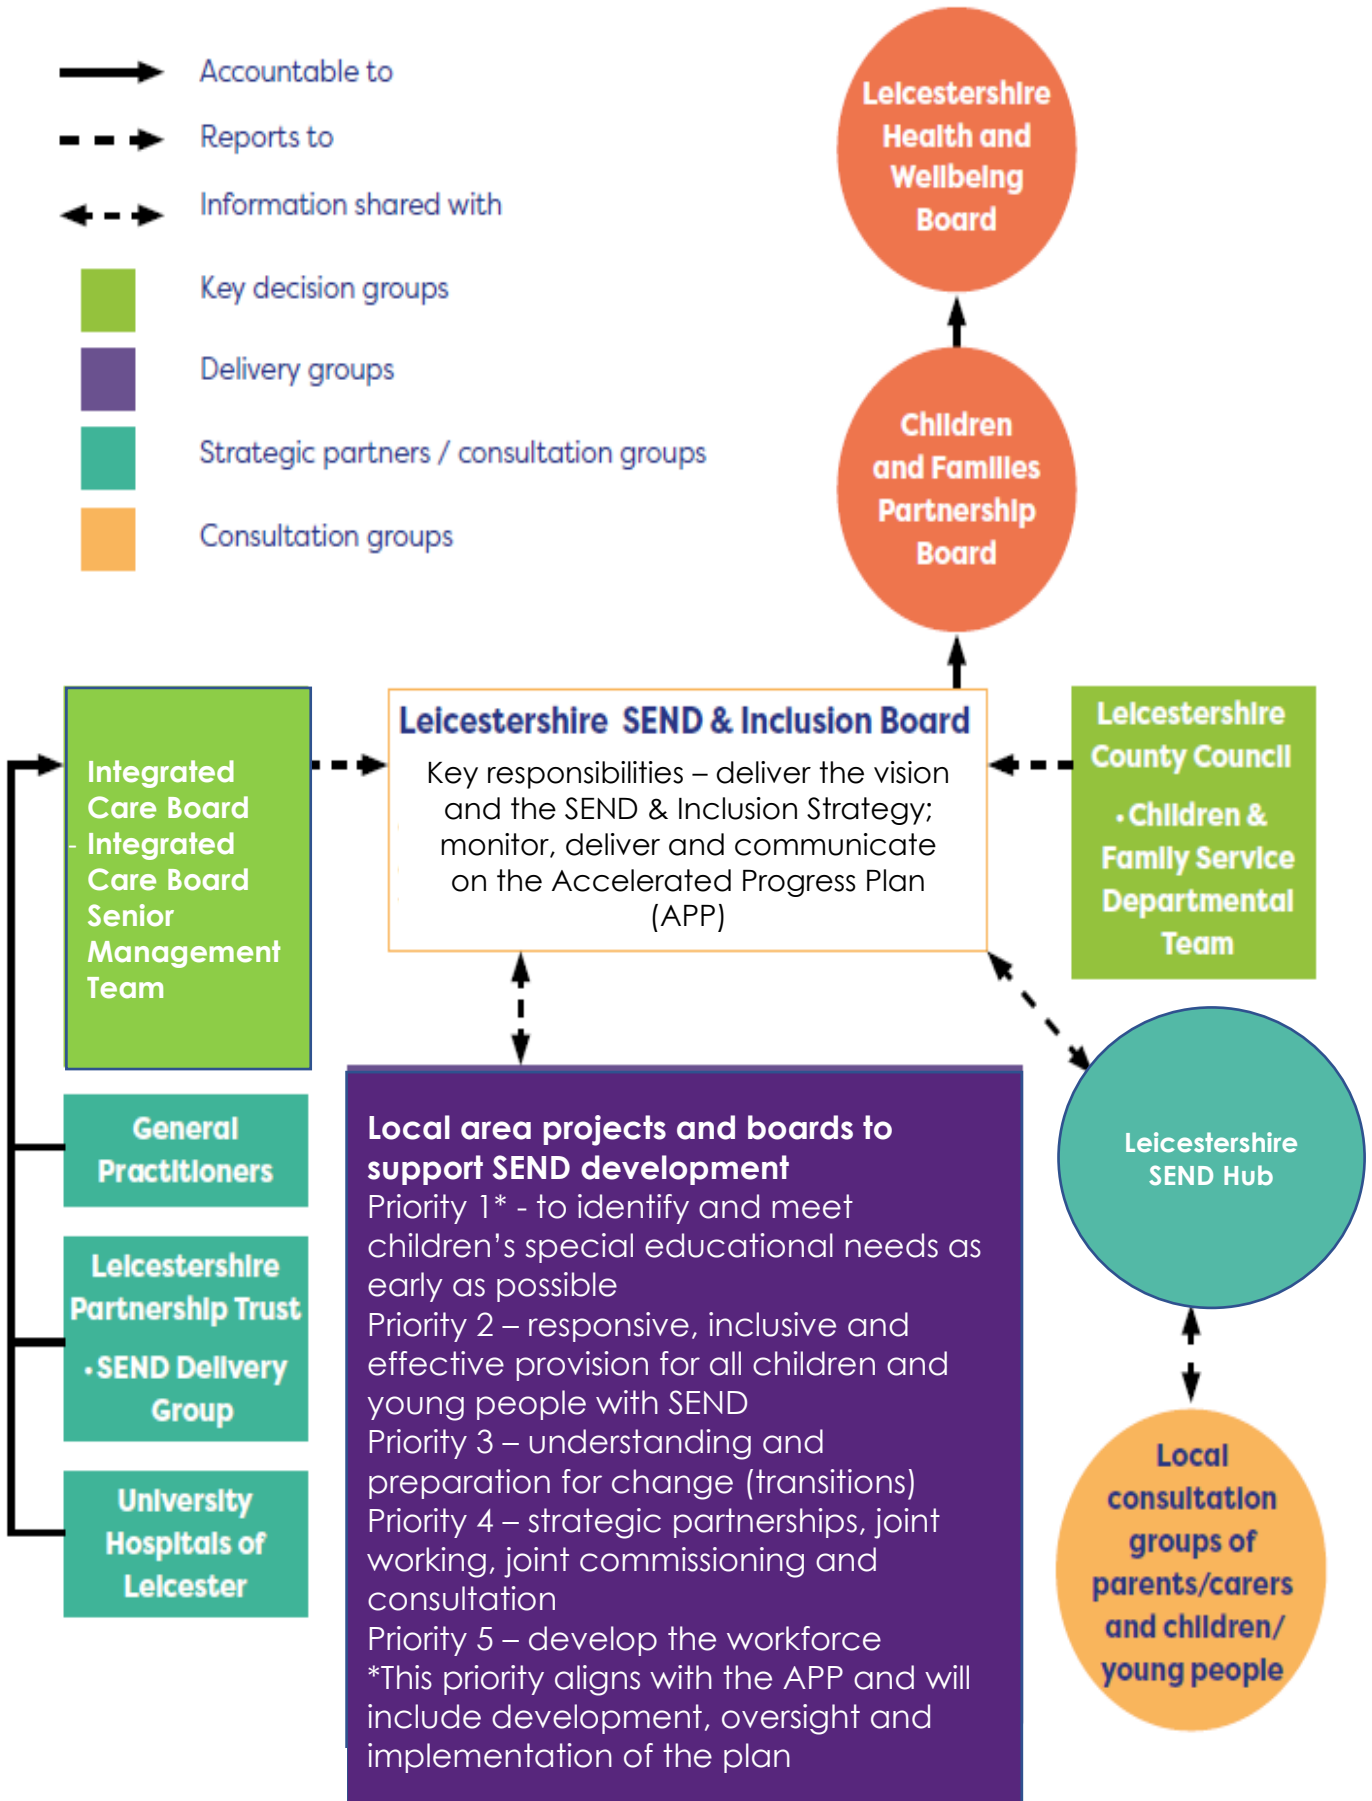 Accountable to
Reports to
Information shared with
Key decision groups
Delivery groups
Strategic partners / consultation groups
Consultation groups
Leicestershire
Health and
Wellbeing
Board
Children
and Families
Partnership
Board
Integrated
Care Board
- Integrated
Care Board
Senior
Management
Team
Leicestershire SEND & Inclusion Board
Key responsibilities – deliver the vision
and the SEND & Inclusion Strategy;
monitor, deliver and communicate
on the Accelerated Progress Plan
(APP)
Leicestershire
County Council
• Children &
Family Service
Departmental
Team
General
Practitioners
Leicestershire
Partnership Trust
• SEND Delivery
Group
University
Hospitals of
Leicester
Local area projects and boards to
support SEND development
Priority 1* - to identify and meet
children’s special educational needs as
early as possible
Priority 2 – responsive, inclusive and
effective provision for all children and
young people with SEND
Priority 3 – understanding and
preparation for change (transitions)
Priority 4 – strategic partnerships, joint
working, joint commissioning and
consultation
Priority 5 – develop the workforce
*This priority aligns with the APP and will
include development, oversight and
implementation of the plan
Leicestershire
SEND Hub
Local
consultation
groups of
parents/carers
and children/
young people